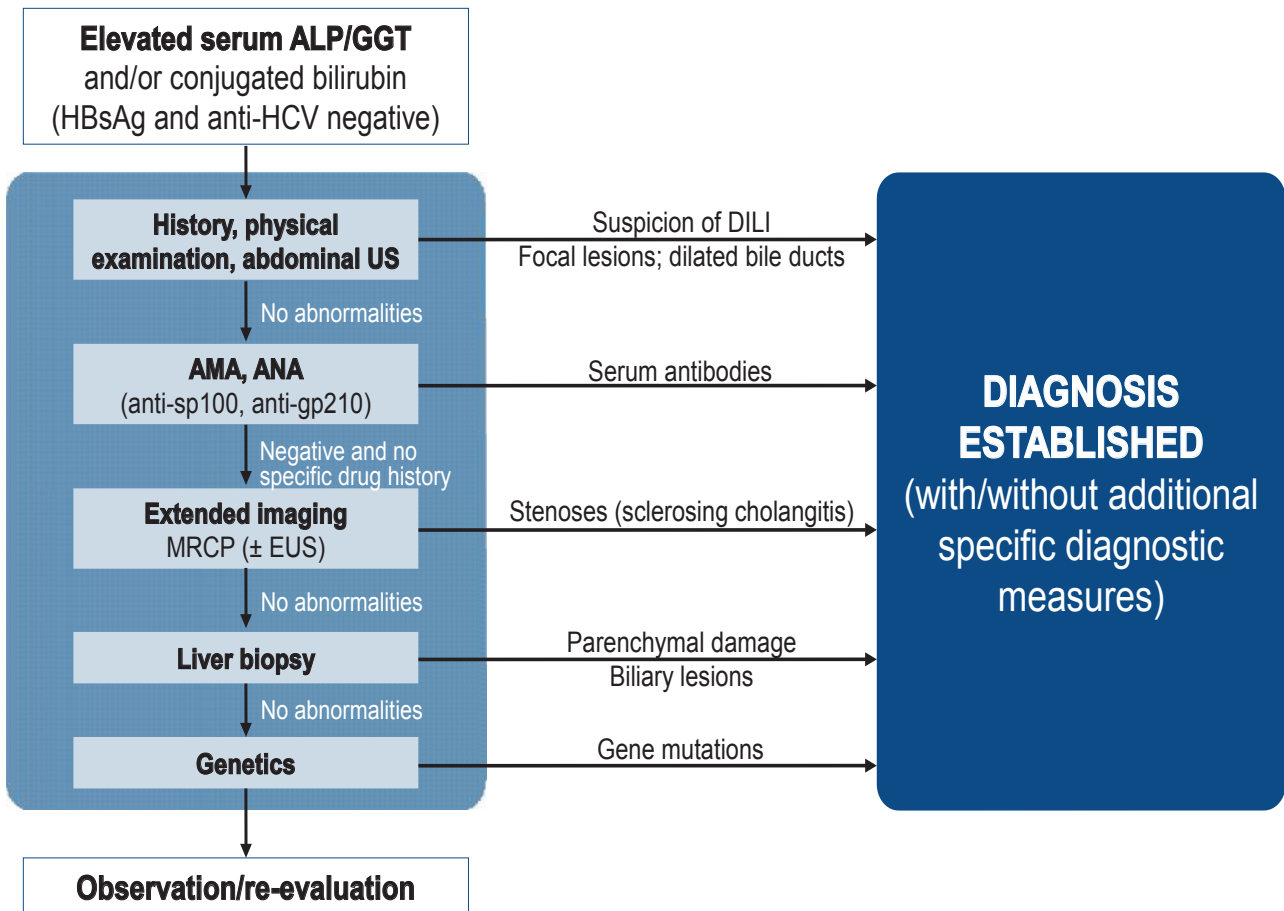 Elevated serum ALP/GGT
and/or conjugated bilirubin
(HBsAg and anti-HCV negative)
History, physical
examination, abdominal US
Suspicion of DILI
Focal lesions; dilated bile ducts
No abnormalities
AMA, ANA
(anti-sp100, anti-gp210)
Serum antibodies
Negative and no
specific drug history
Extended imaging
MRCP (± EUS)
Stenoses (sclerosing cholangitis)
No abnormalities
Liver biopsy
Parenchymal damage
Biliary lesions
No abnormalities
Genetics
Gene mutations
Observation/re-evaluation
DIAGNOSIS
ESTABLISHED
(with/without additional
specific diagnostic
measures)